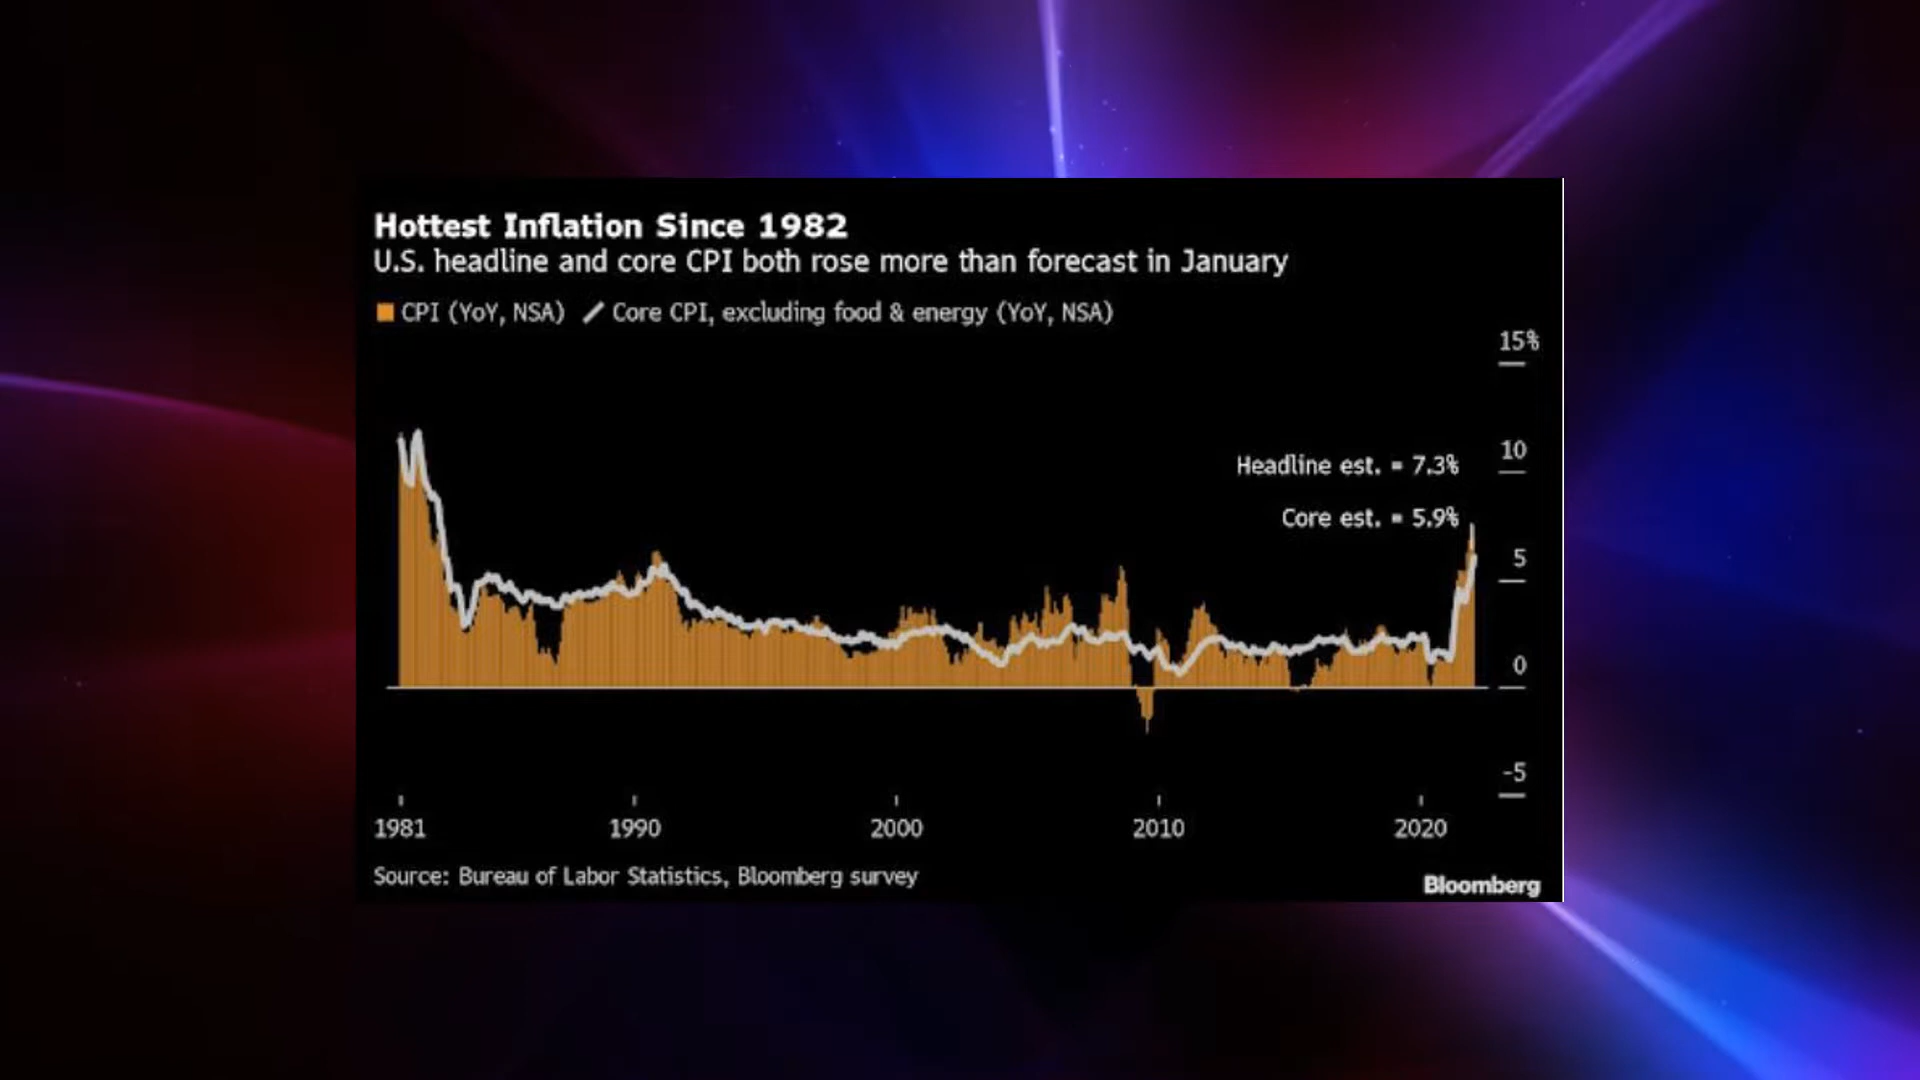 Hottest Inflation Since 1982
U.S. headline and core CPI both rose more than forecast in January
CPI (YoY, NSA) Core CPI, excluding food & energy (YoY, NSA)
15%
10
Headline est. = 7.3%
Core est. = 5.9%
5
0
-5
1981 1990 2000 2010 2020
Source: Bureau of Labor Statistics, Bloomberg survey
Bloomberg